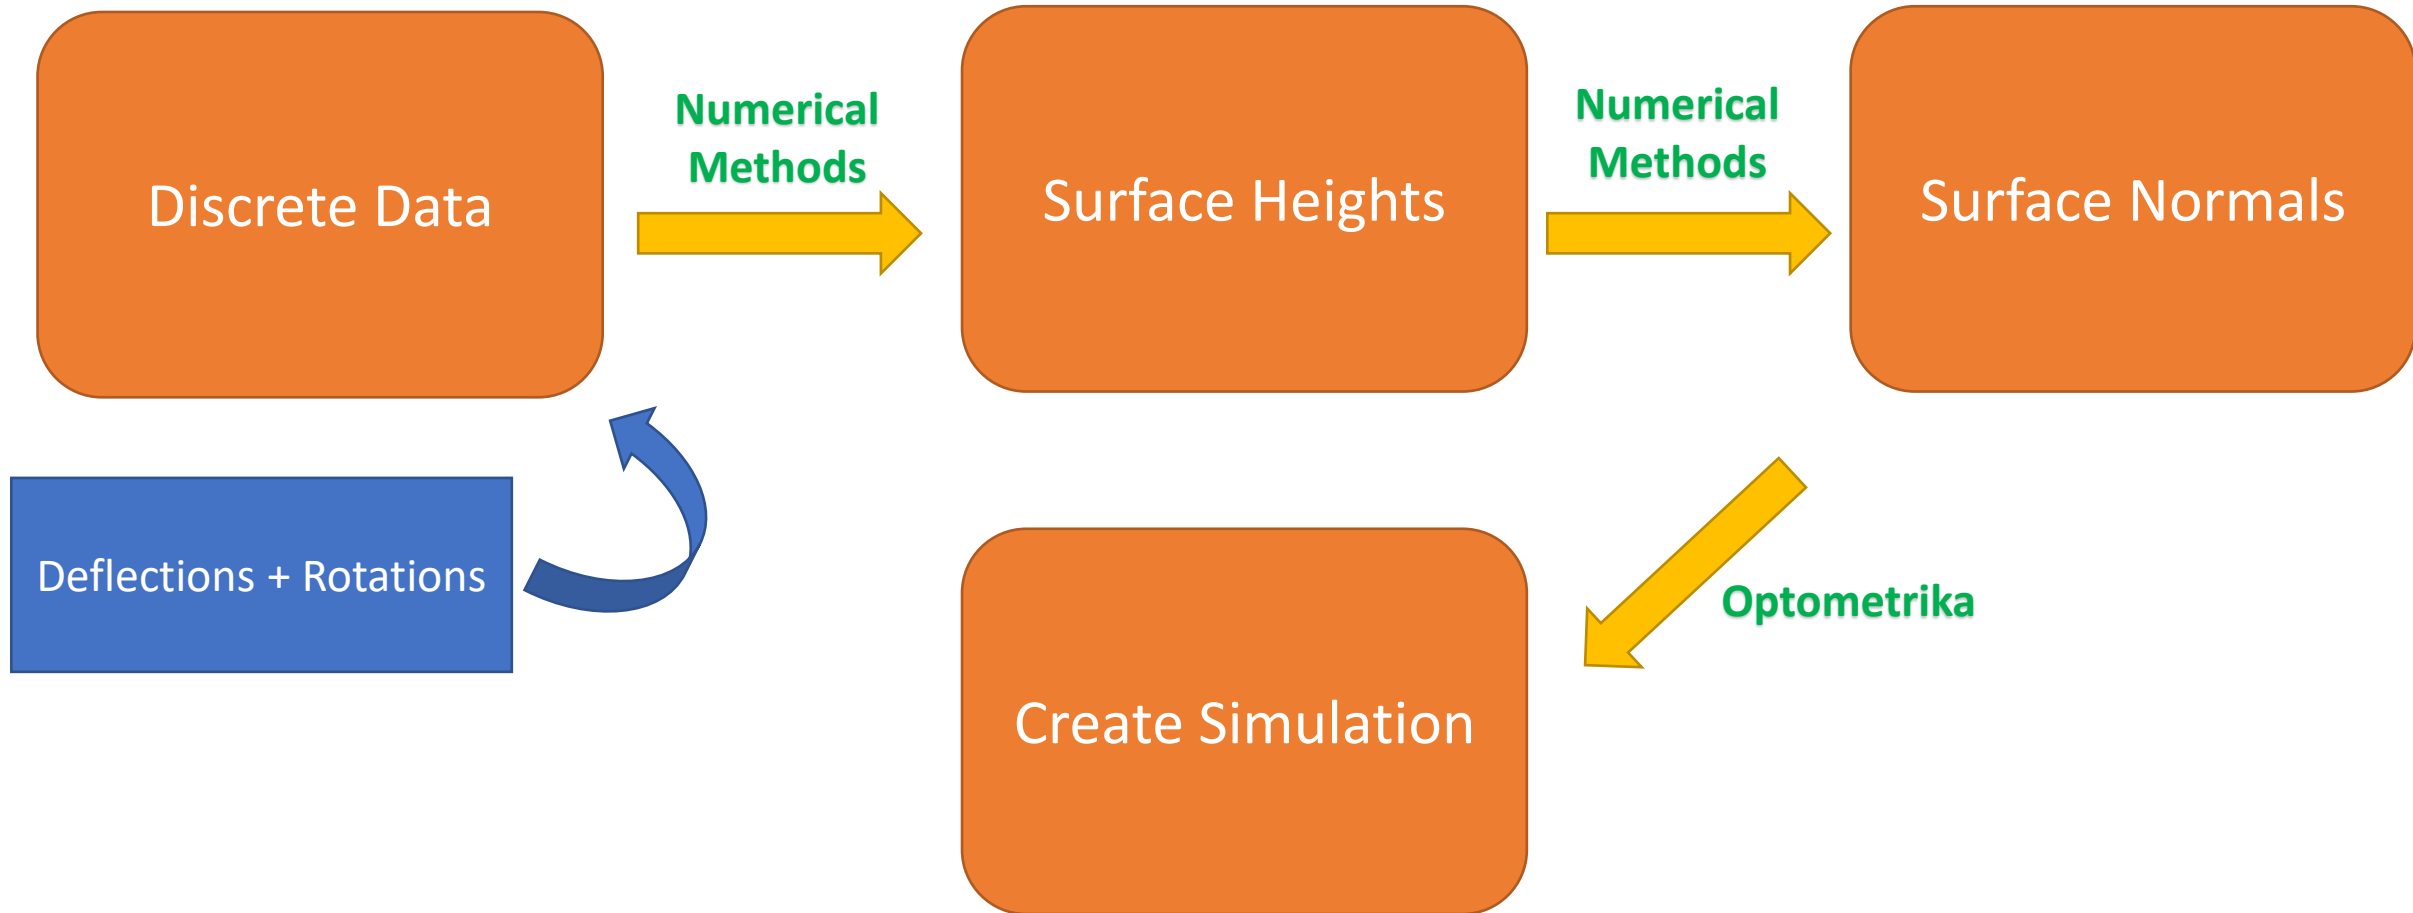 Discrete Data
Numerical
Methods
Surface Heights
Numerical
Methods
Surface Normals
Deflections + Rotations
Optometrika
Create Simulation